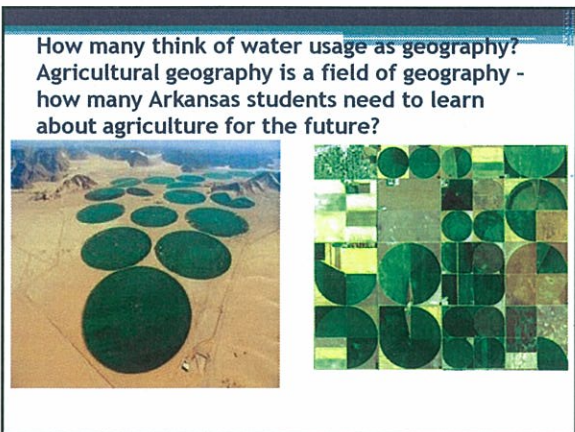 How many think of water usage as geography?
Agricultural geography is a field of geography -
how many Arkansas students need to learn
about agriculture for the future?